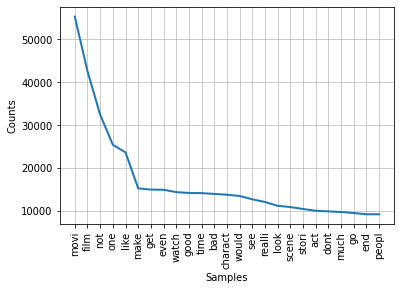 50000
40000
30000
20000
10000
Counts
movi
film
not
one
like
make
get
even
watch
good
time
bad
charact
would
see
realli
look
scene
stori
act
dont
much
go
end
peopl
Samples